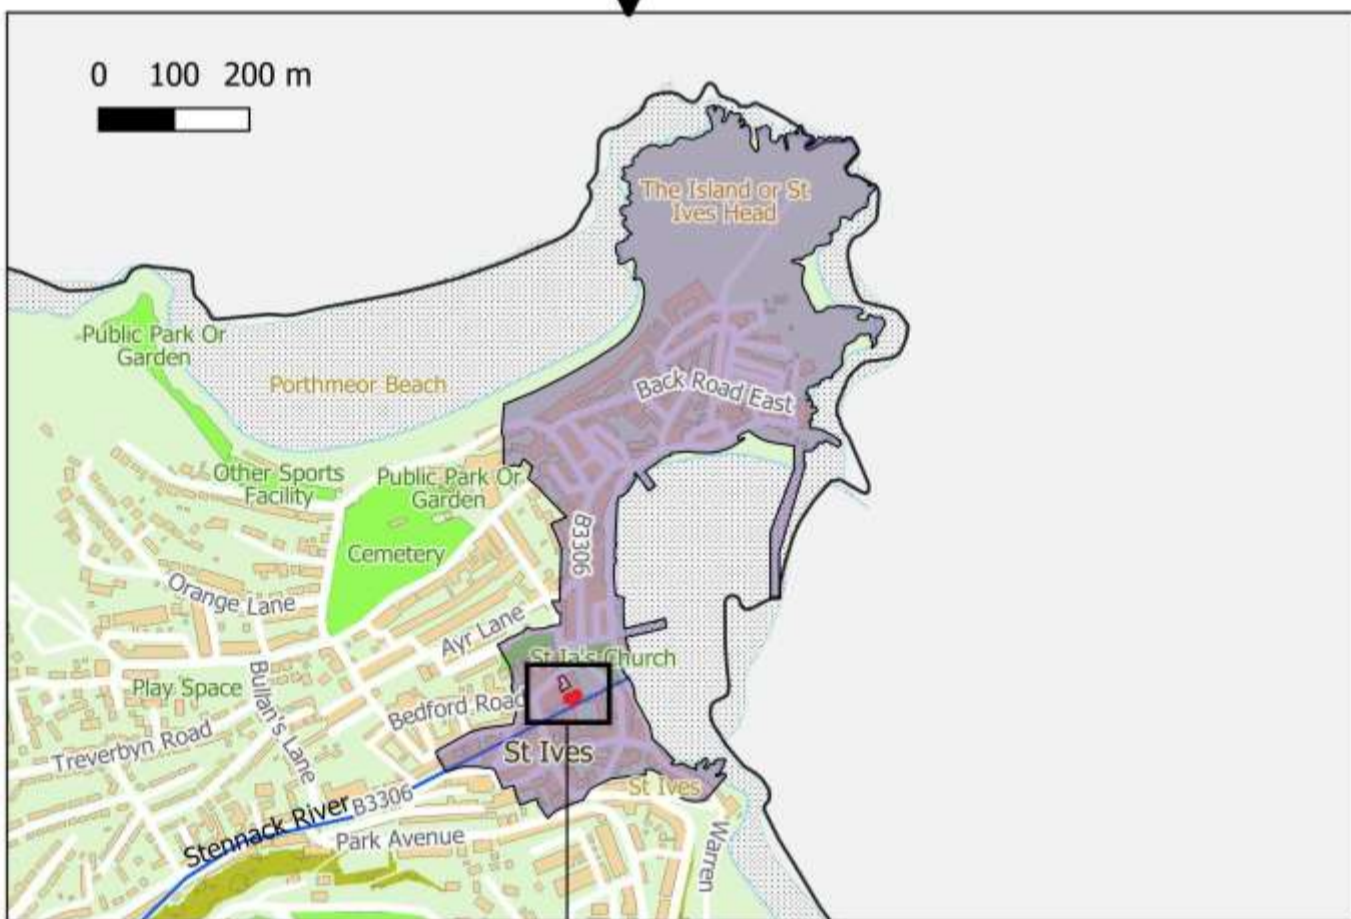 0 100 200 m
The Island or St
Ives Head
Public Park Or
Garden
Porthmeor Beach
Back Road East
Other Sports
Facility
Public Park Or
Garden
B3306
Cemetery
Orange Lane
Ayr Lane
St Ia's Church
Play Space
Bullan's Lane
Bedford Road
Treverbyn Road
St Ives
St Ives
B3306
Stennack River
Park Avenue
Warren